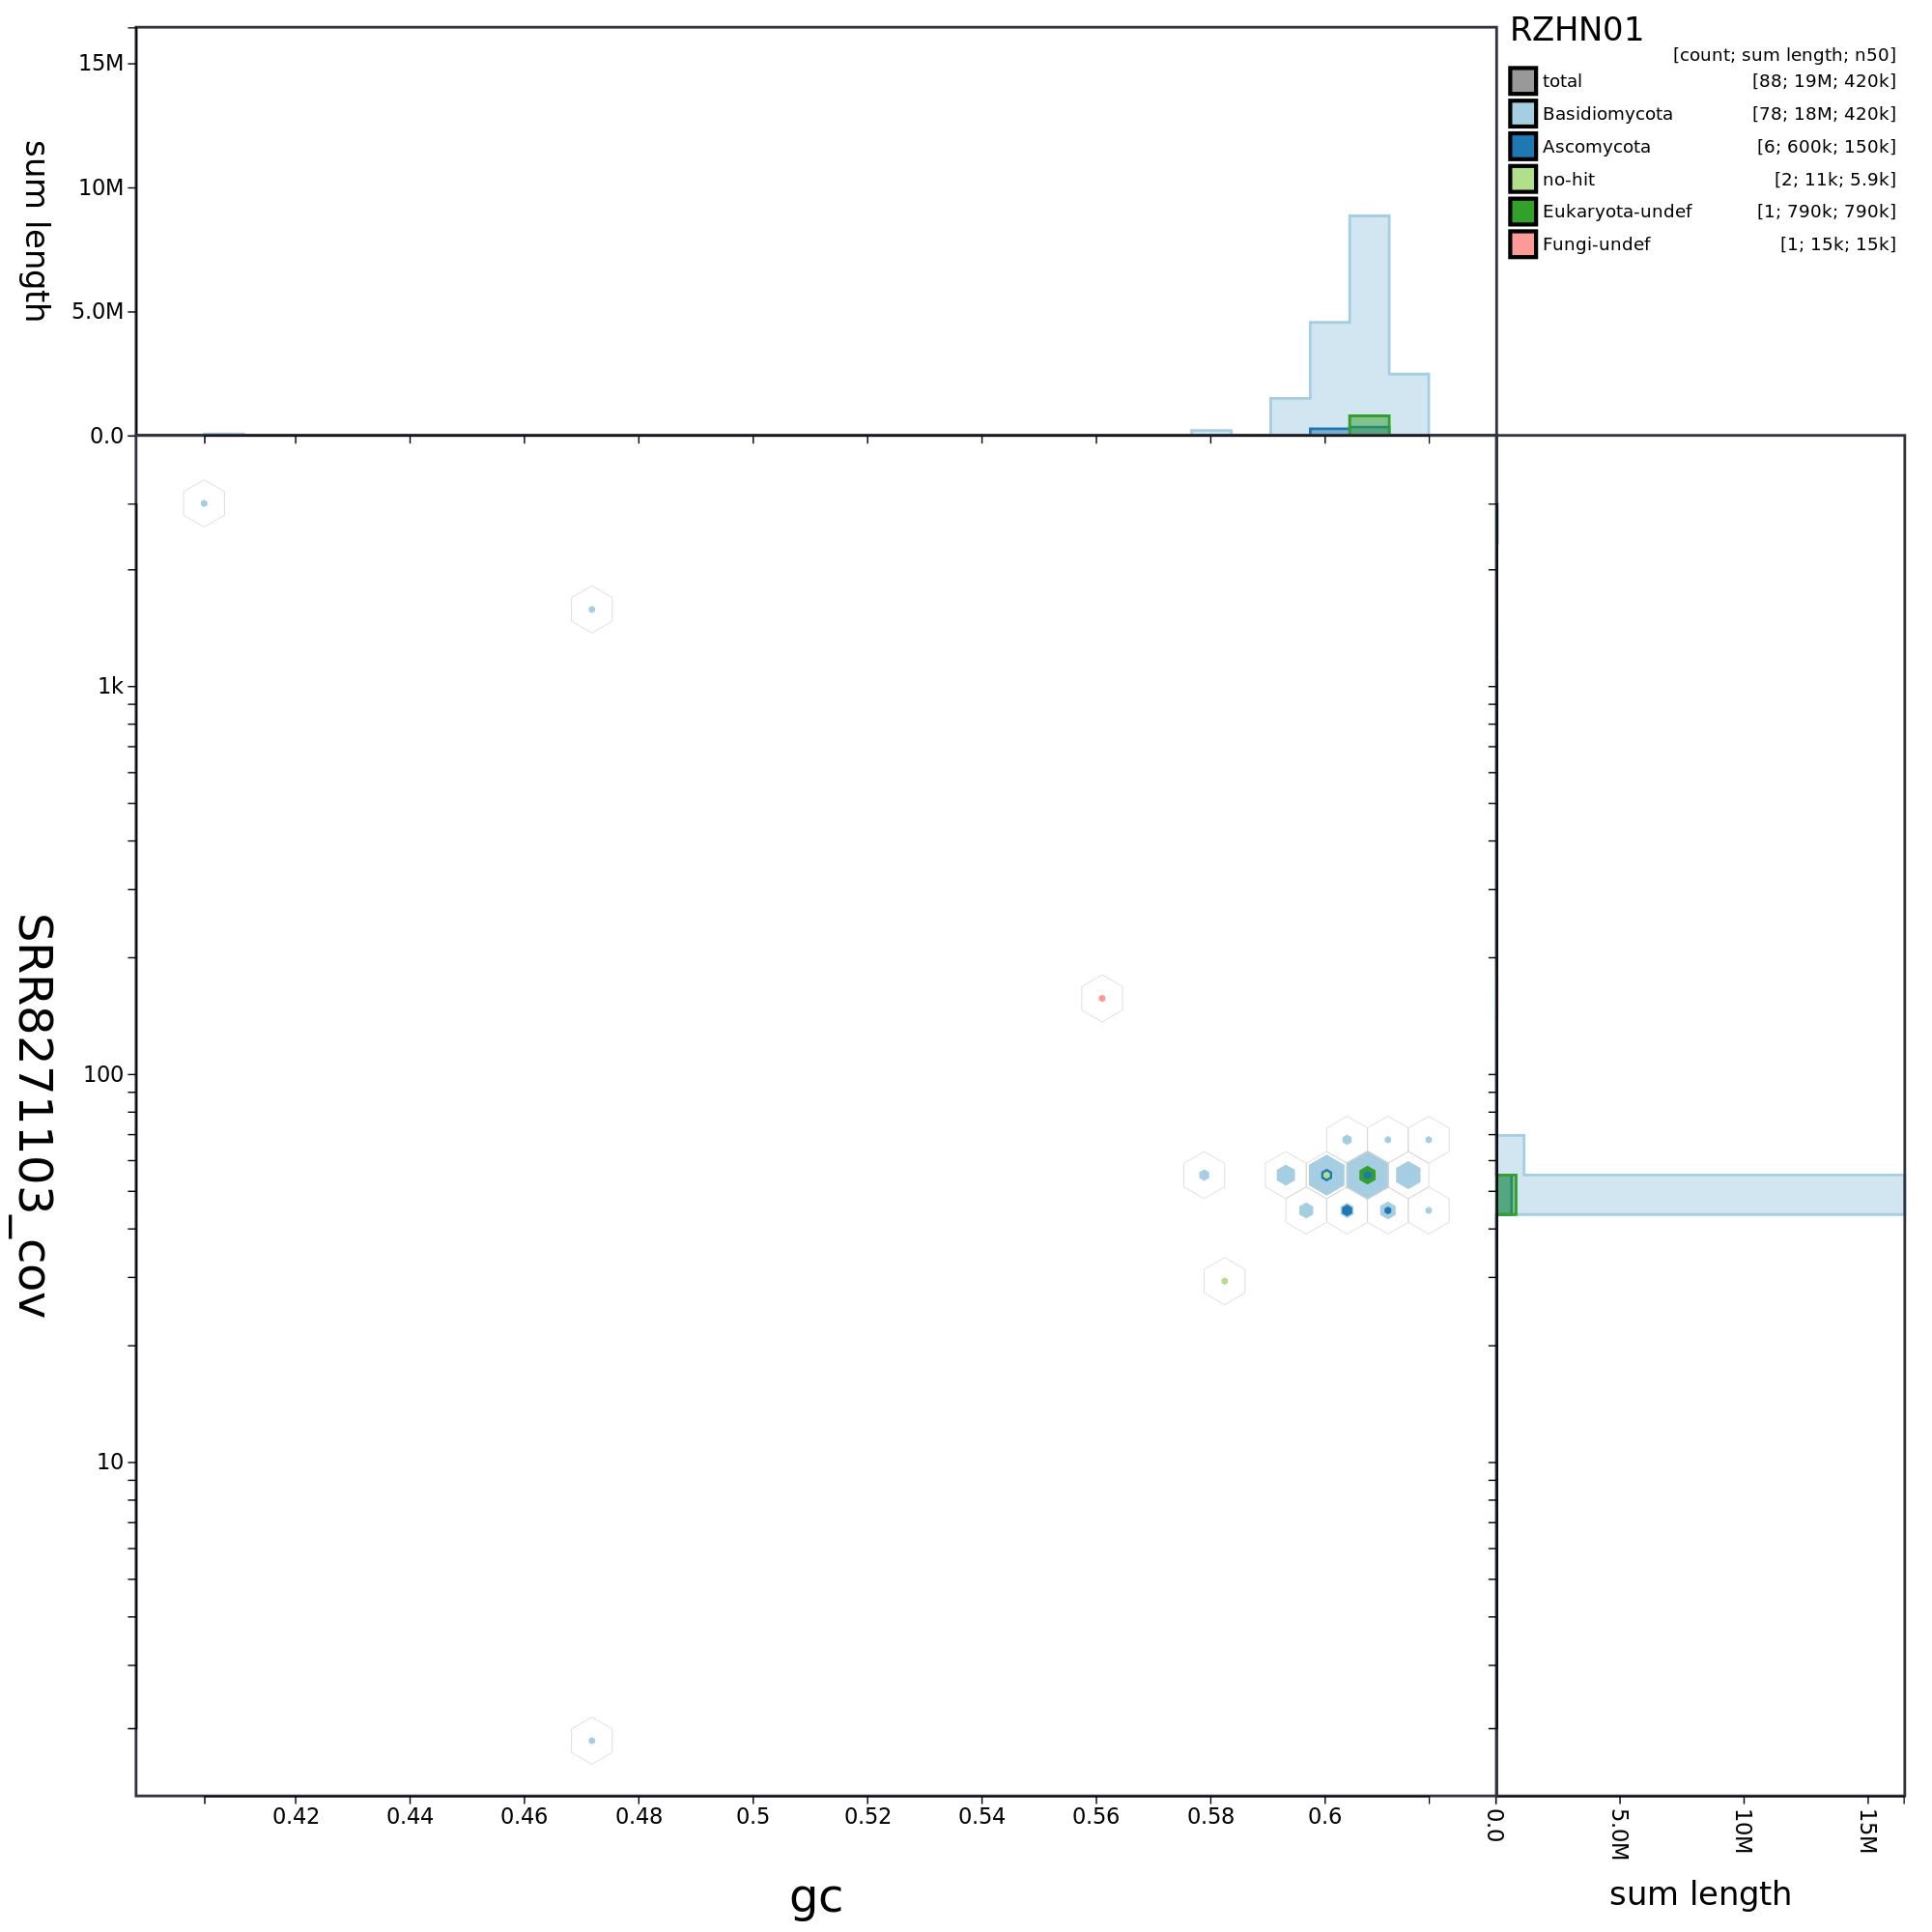 RZHN01
[count; sum length; n50]
total [88; 19M; 420k]
Basidiomycota [78; 18M; 420k]
Ascomycota [6; 600k; 150k]
no-hit [2; 11k; 5.9k]
Eukaryota-undef [1; 790k; 790k]
Fungi-undef [1; 15k; 15k]
sum length
15M
10M
5.0M
0.0
SRR8271103_cov
1k
100
10
0.42 0.44 0.46 0.48 0.5 0.52 0.54 0.56 0.58 0.6
gc
0.0 5.0M 10M 15M
sum length